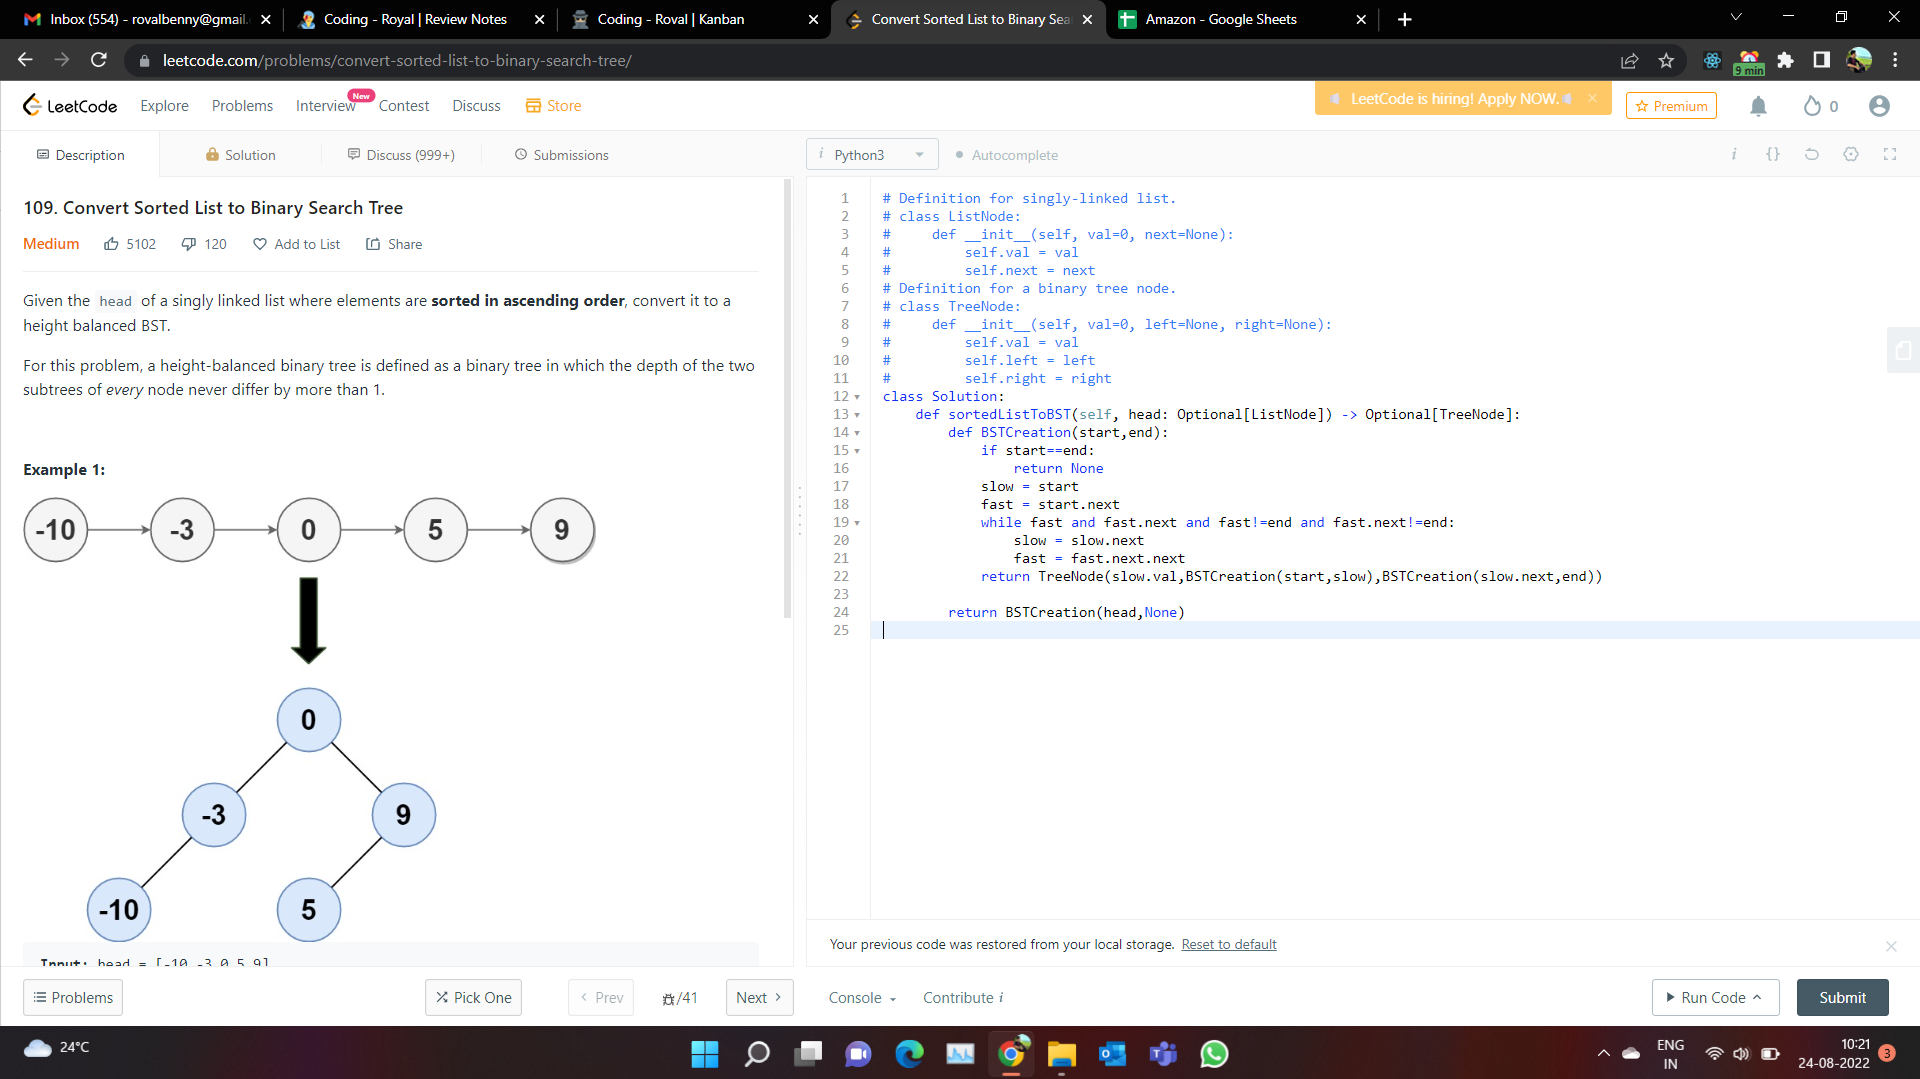 Inbox (554) - rovalbenny@gmail.
Coding - Royal | Review Notes
Coding - Roval | Kanban
Convert Sorted List to Binary Sea
Amazon - Google Sheets
leetcode.com/problems/convert-sorted-list-to-binary-search-tree/
9 min
LeetCode
Explore
Problems
Interview
New
Contest
Discuss
Store
LeetCode is hiring! Apply NOW.
Premium
0
Description
Solution
Discuss (999+)
Submissions
Python3
Autocomplete
109. Convert Sorted List to Binary Search Tree
Medium
5102
120
Add to List
Share
Given the head of a singly linked list where elements are sorted in ascending order, convert it to a
height balanced BST.
For this problem, a height-balanced binary tree is defined as a binary tree in which the depth of the two
subtrees of every node never differ by more than 1.
Example 1:
-10 -3 0 5 9
0
-3 9
-10 5
Input: head = [-10,-3,0,5,9]
1 # Definition for singly-linked list.
2 # class ListNode:
3 #     def __init__(self, val=0, next=None):
4 #         self.val = val
5 #         self.next = next
6 # Definition for a binary tree node.
7 # class TreeNode:
8 #     def __init__(self, val=0, left=None, right=None):
9 #         self.val = val
10 #         self.left = left
11 #         self.right = right
12 class Solution:
13     def sortedListToBST(self, head: Optional[ListNode]) -> Optional[TreeNode]:
14         def BSTCreation(start,end):
15             if start==end:
16                 return None
17             slow = start
18             fast = start.next
19             while fast and fast.next and fast!=end and fast.next!=end:
20                 slow = slow.next
21                 fast = fast.next.next
22             return TreeNode(slow.val,BSTCreation(start,slow),BSTCreation(slow.next,end))
23
24         return BSTCreation(head,None)
25
Your previous code was restored from your local storage. Reset to default
Problems
Pick One
Prev
/41
Next
Console
Contribute i
Run Code
Submit
24°C
ENG
IN
10:21
24-08-2022
3